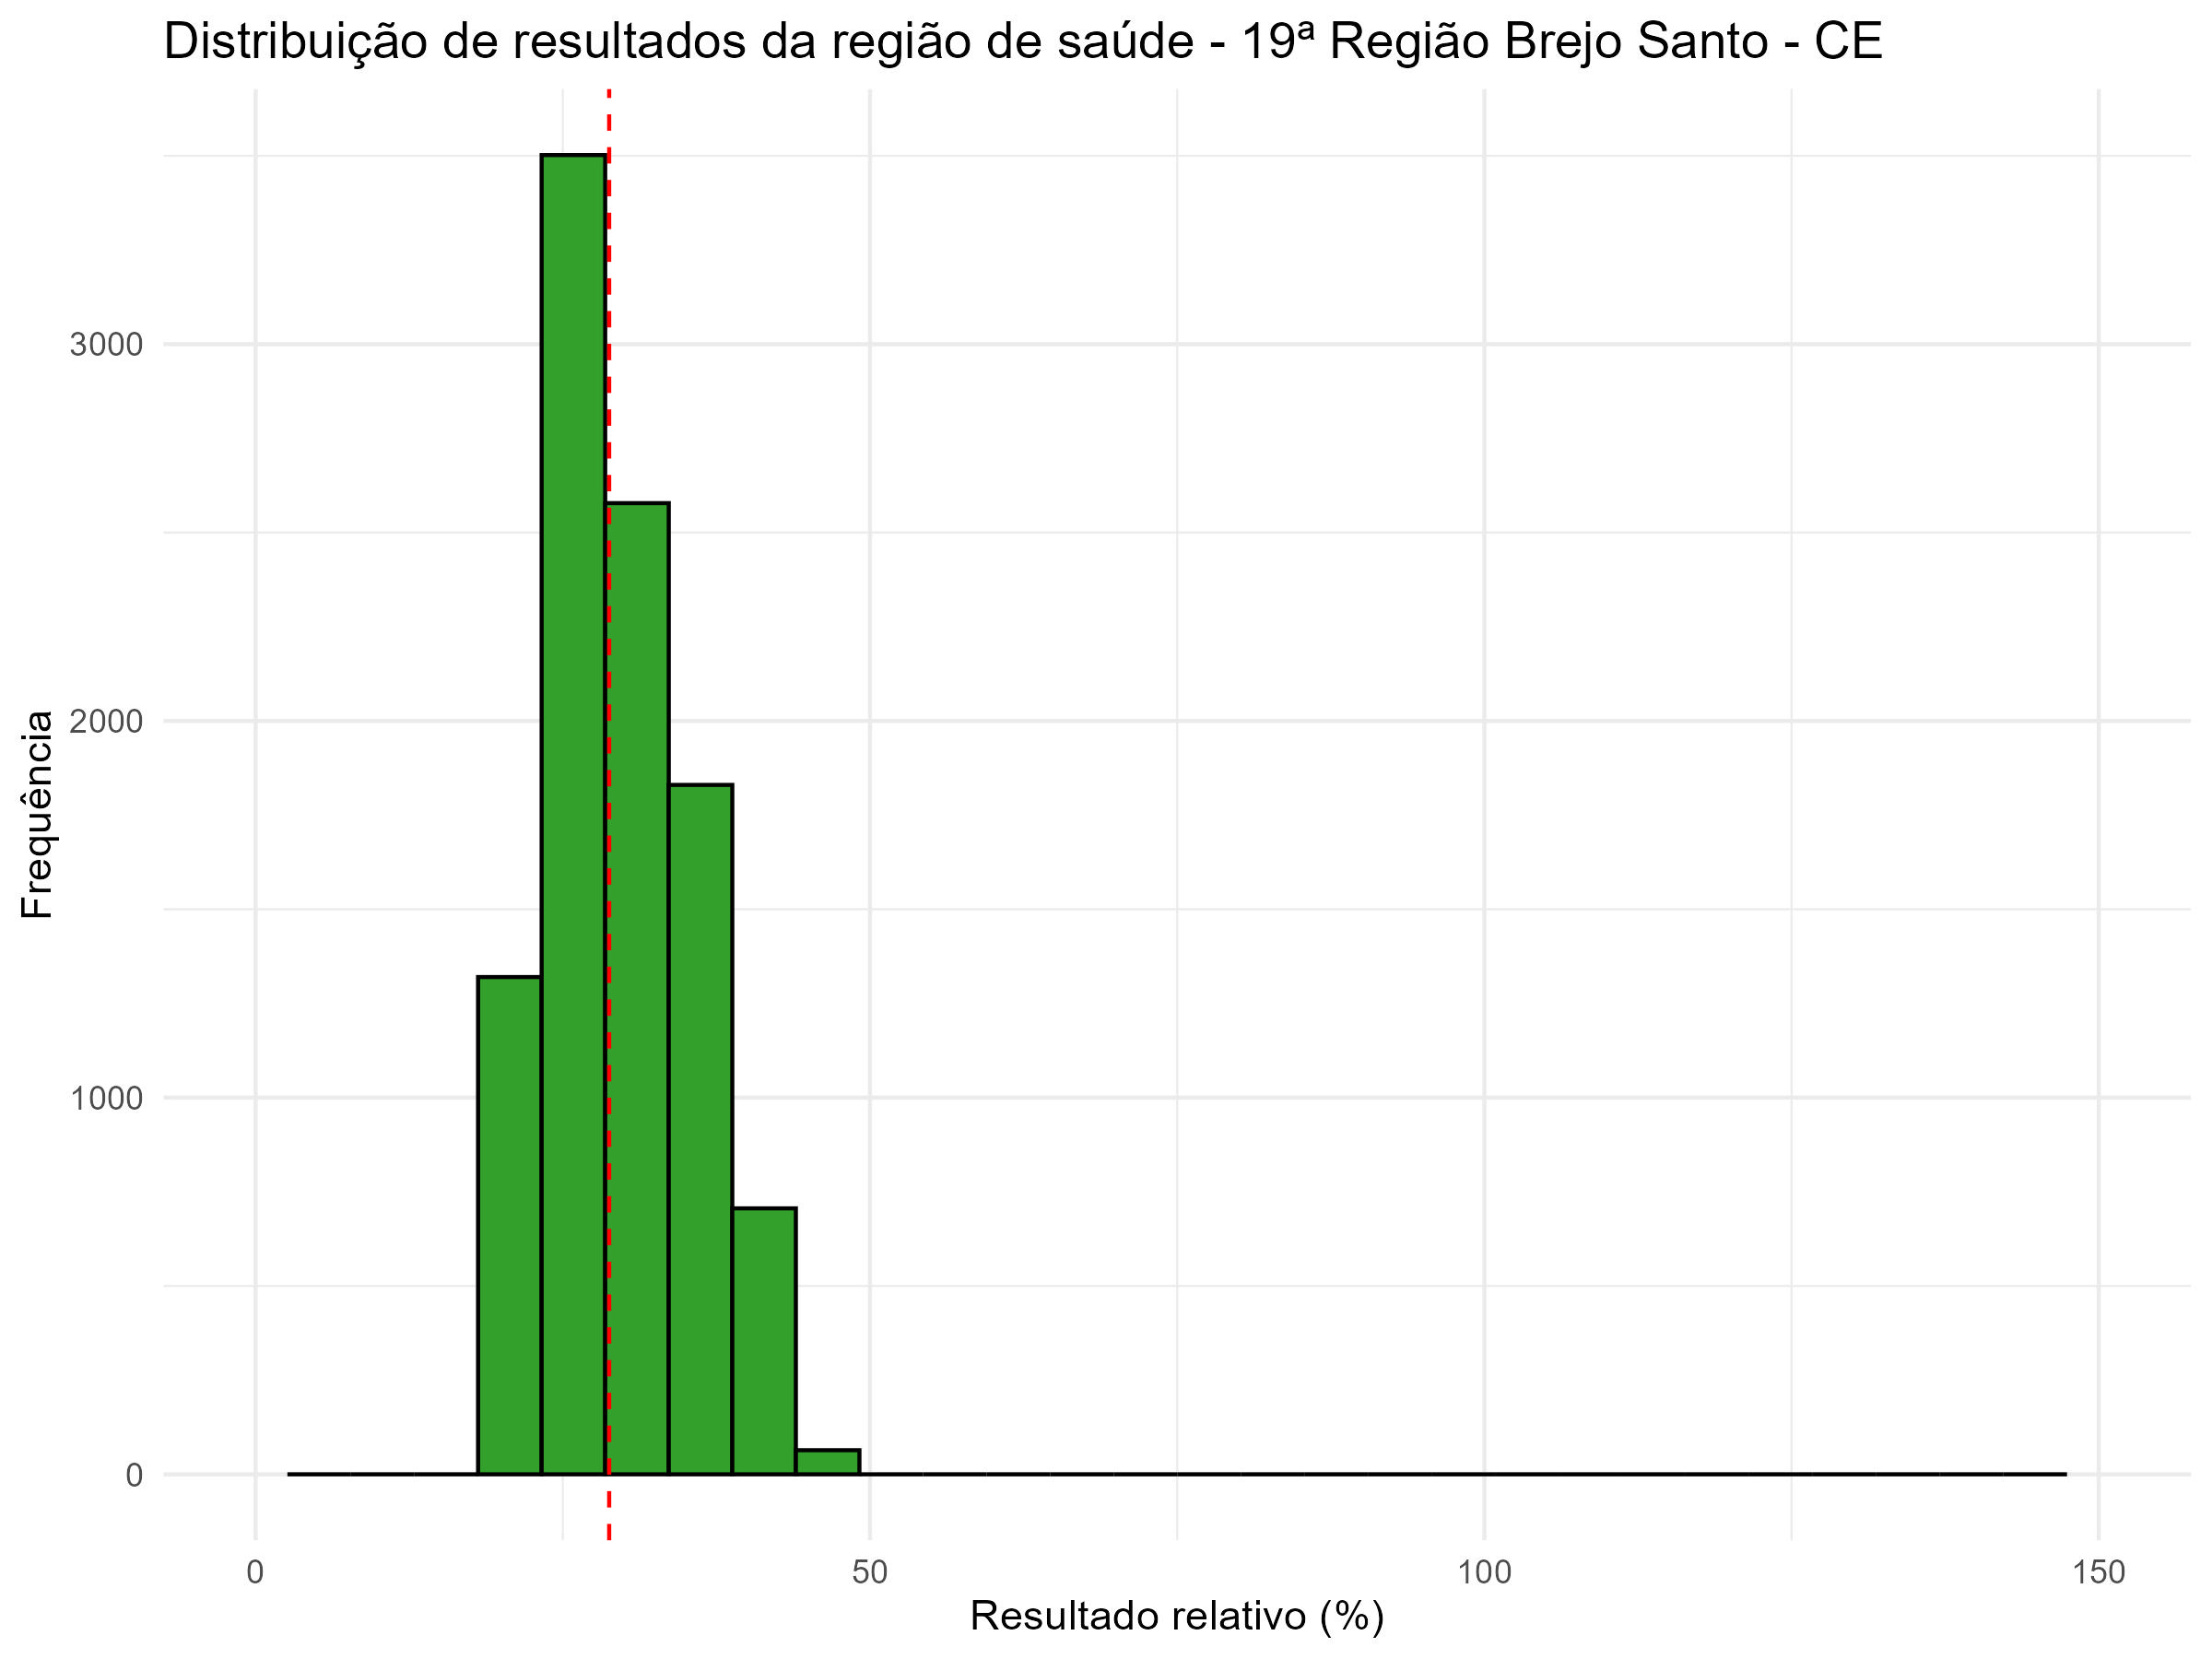 Distribuição de resultados da região de saúde - 19ª Região Brejo Santo - CE
Frequência
3000
2000
1000
0
0 50 100 150
Resultado relativo (%)